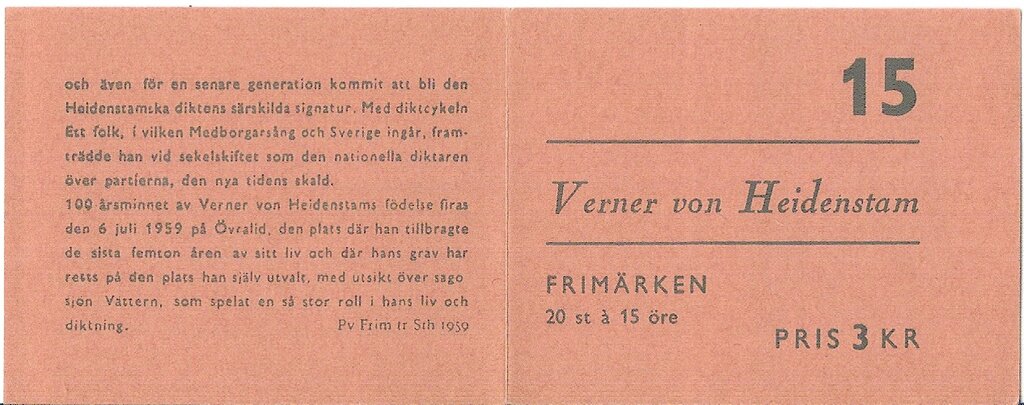 och även för en senare generation kommit att bli den
Heidenstamska diktens särskilda signatur. Med diktcykeln
Ett folk, i vilken Medborgarsång och Sverige ingår, fram-
trädde han vid sekelskiftet som den nationella diktaren
över partierna, den nya tidens skald.
100 årsminnet av Verner von Heidenstams födelse firas
den 6 juli 1959 på Övralid, den plats där han tillbragte
de sista femton åren av sitt liv och där hans grav har
retts på den plats han själv utvalt, med utsikt över sago
sjön Vättern, som spelat en så stor roll i hans liv och
diktning.
Pv Frim tr Sth 1959
15
Verner von Heidenstam
FRIMÄRKEN
20 st à 15 öre
PRIS 3 KR